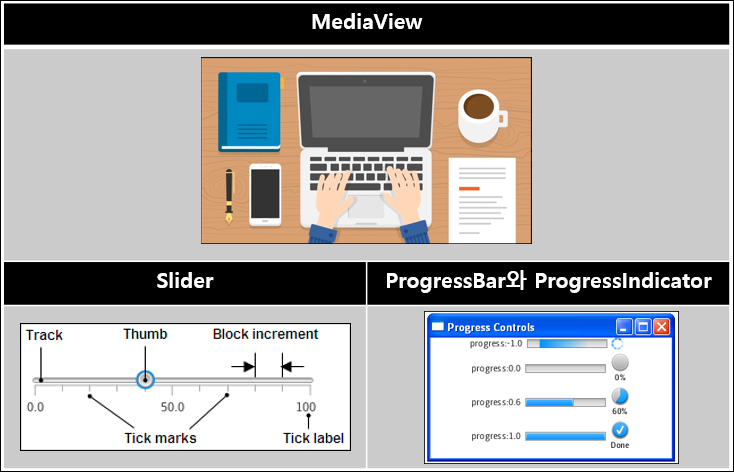 MediaView
Slider
ProgressBar와 ProgressIndicator
Track
Thumb
Block increment
0.0
50.0
100
Tick marks
Tick label
Progress Controls
progress:-1.0
progress:0.0
0%
progress:0.6
60%
progress:1.0
Done